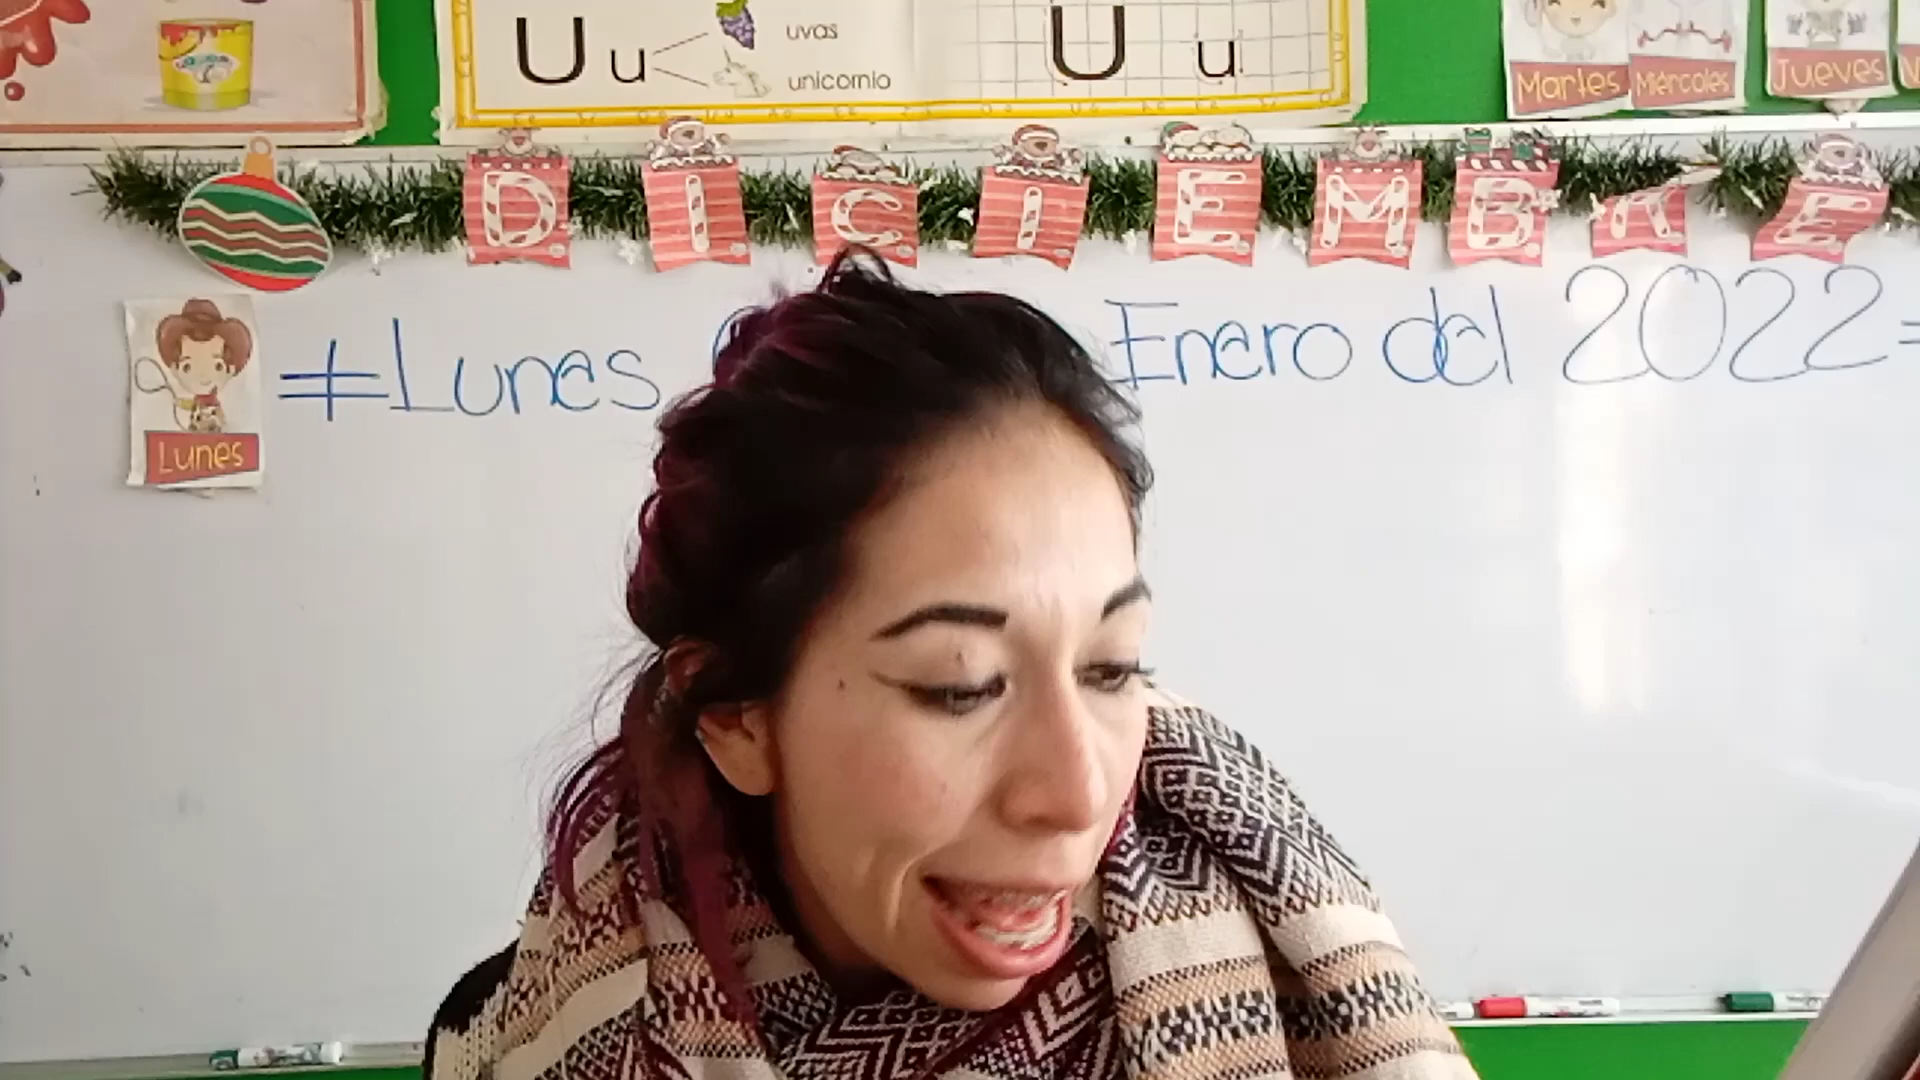 U u
uvas
unicornio
U u
Martes
Miércoles
Jueves
DICIEMBRE
Lunes
Enero del 2022
Lunes